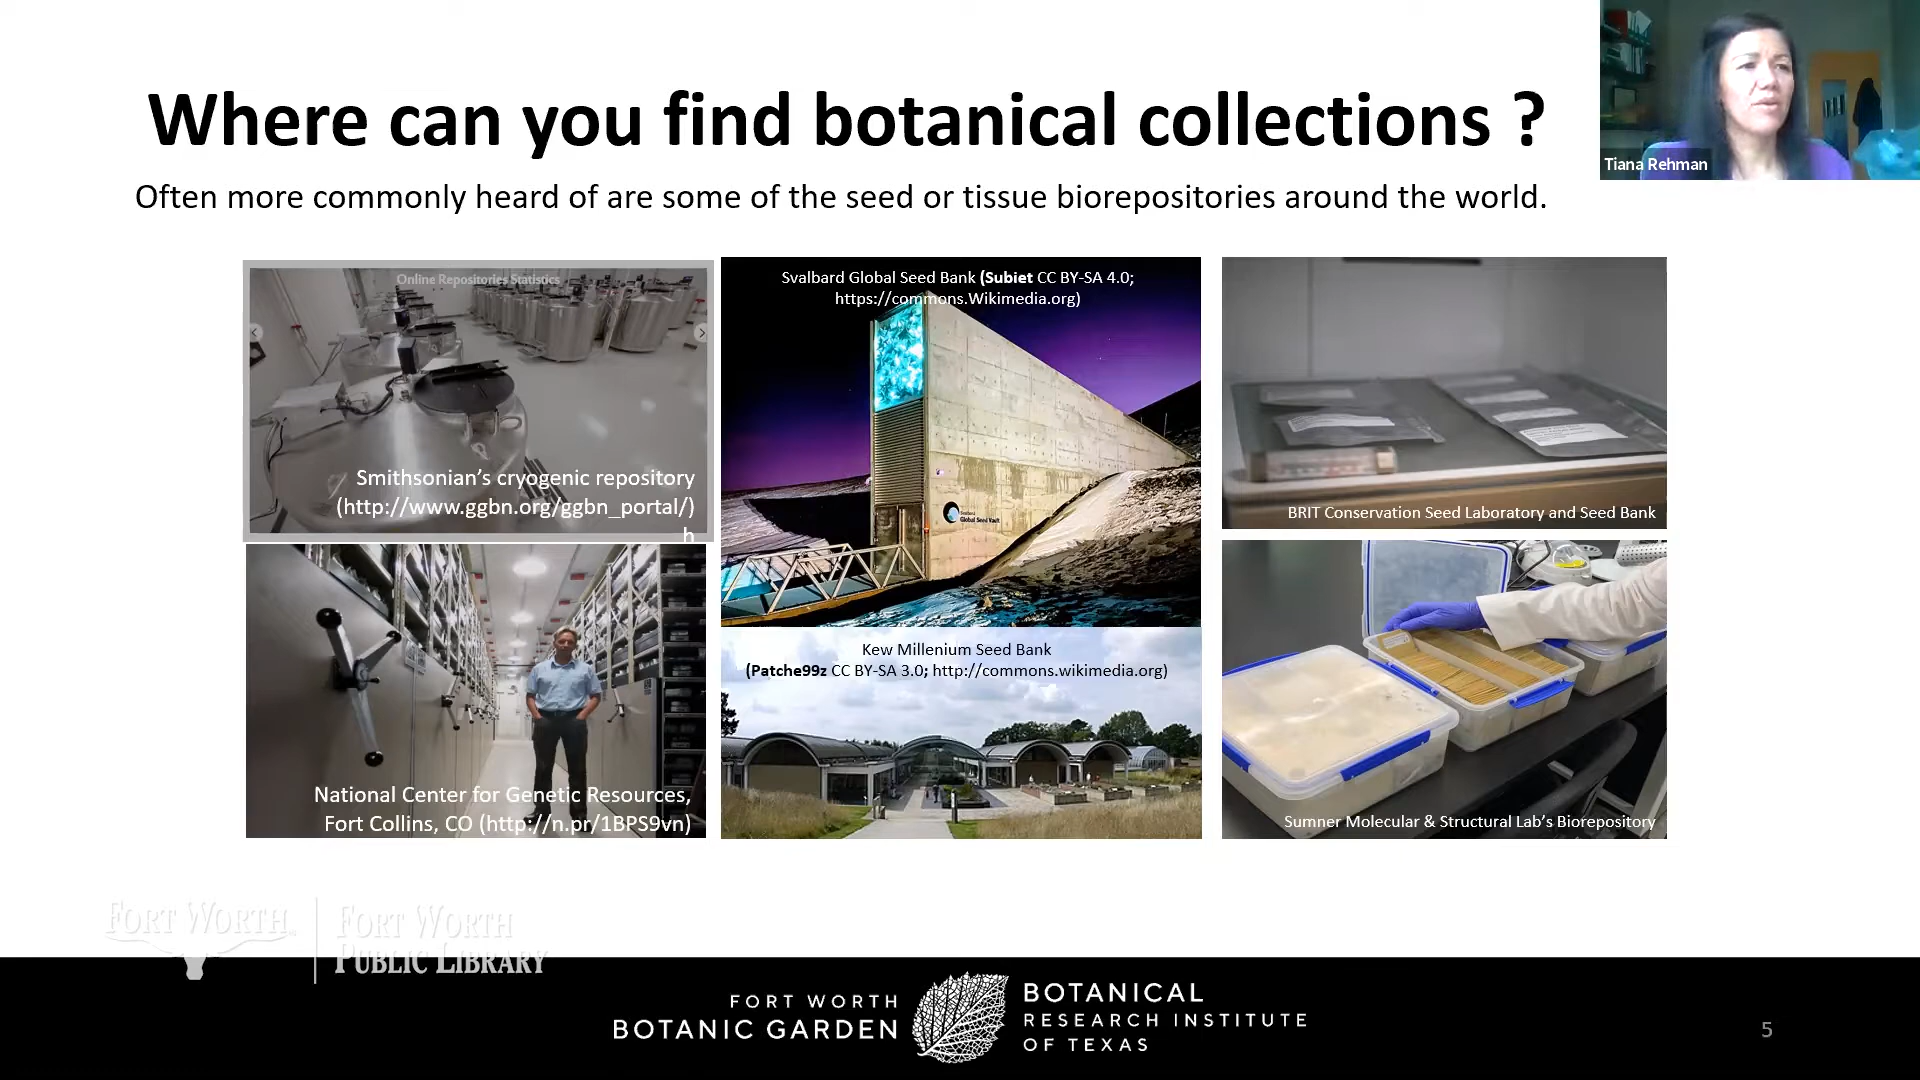 Where can you find botanical collections ?
Tiana Rehman
Often more commonly heard of are some of the seed or tissue biorepositories around the world.
Online Repositories Statistics
Smithsonian's cryogenic repository
(http://www.ggbn.org/ggbn_portal/)
h
Svalbard Global Seed Bank (Subiet CC BY-SA 4.0;
https://commons.Wikimedia.org)
Global Seed Vault
BRIT Conservation Seed Laboratory and Seed Bank
National Center for Genetic Resources,
Fort Collins, CO (http://n.pr/1BPS9vn)
Kew Millenium Seed Bank
(Patche99z CC BY-SA 3.0; http://commons.wikimedia.org)
Sumner Molecular & Structural Lab's Biorepository
FORT WORTH
FORT WORTH
PUBLIC LIBRARY
FORT WORTH
BOTANIC GARDEN
BOTANICAL
RESEARCH INSTITUTE
OF TEXAS
5